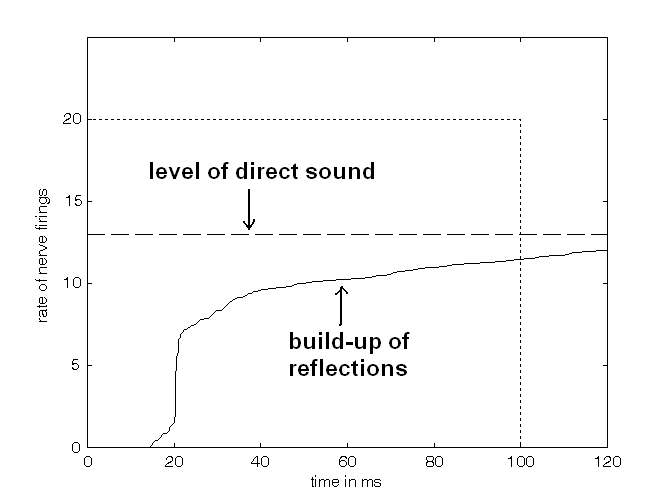 20
level of direct sound
15
rate of nerve firings
10
build-up of
reflections
5
0
0 20 40 60 80 100 120
time in ms